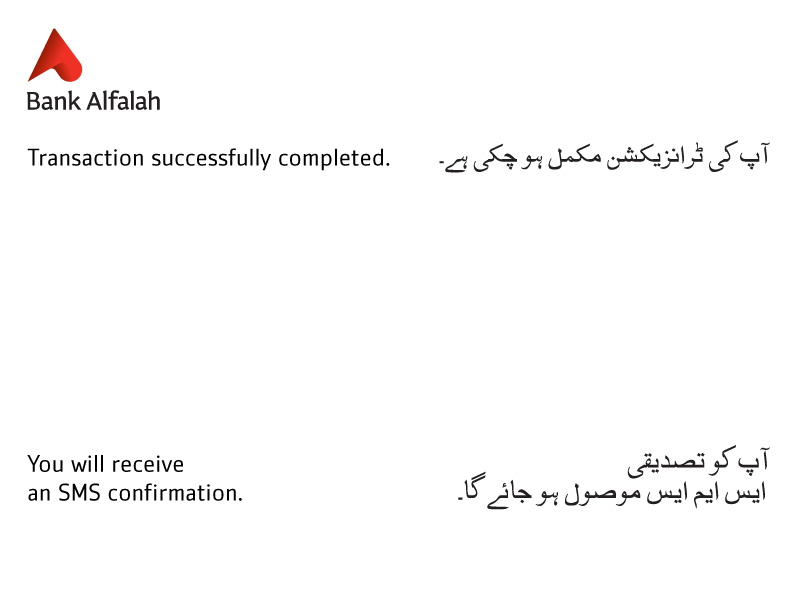 Bank Alfalah
Transaction successfully completed.
آپ کی ٹرانزیکشن مکمل ہو چکی ہے۔
You will receive
an SMS confirmation.
آپ کو تصدیقی
ایس ایم ایس موصول ہو جائے گا۔